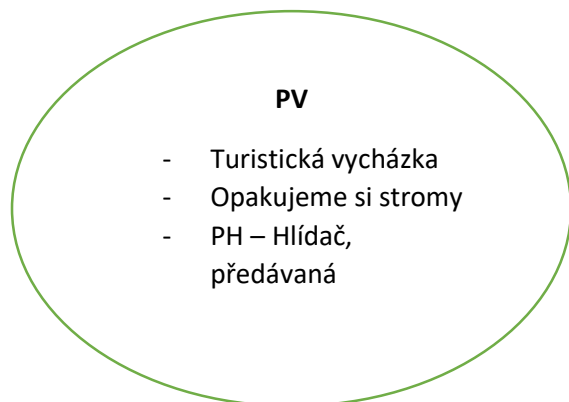 PV
- Turistická vycházka
- Opakujeme si stromy
- PH – Hlídač,
předávaná